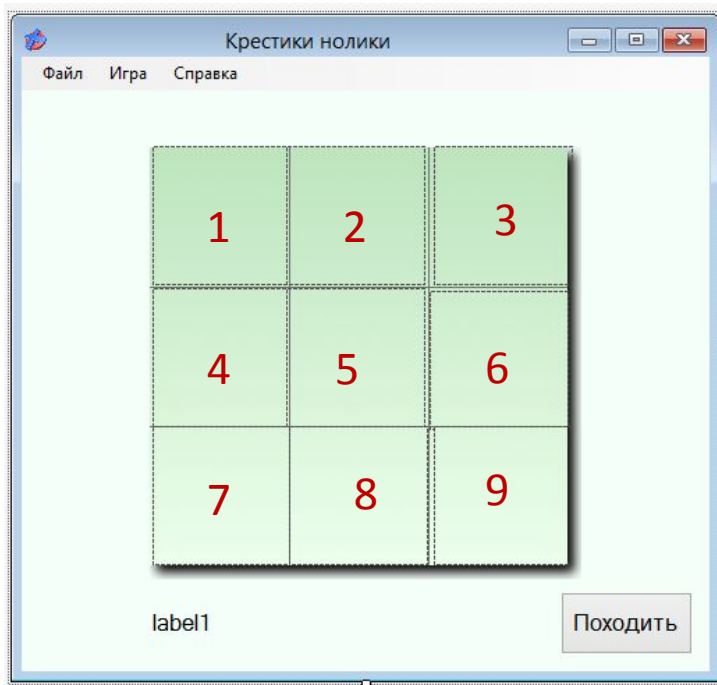 Крестики нолики
Файл Игра Справка
1 2 3
4 5 6
7 8 9
label1 Походить